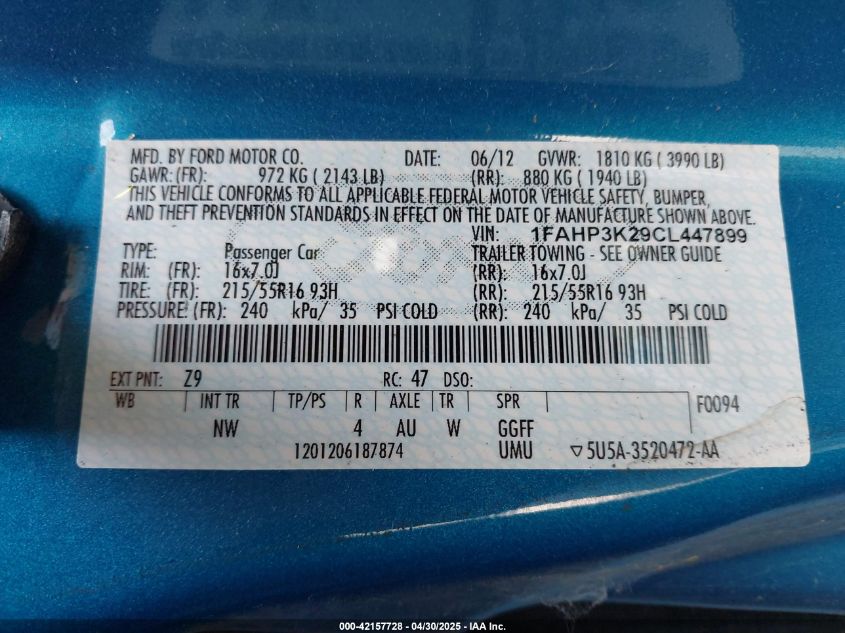 MFD. BY FORD MOTOR CO. DATE: 06/12 GVWR: 1810 KG ( 3990 LB)
GAWR: (FR): 972 KG ( 2143 LB) (RR): 880 KG ( 1940 LB)
THIS VEHICLE CONFORMS TO ALL APPLICABLE FEDERAL MOTOR VEHICLE SAFETY, BUMPER,
AND THEFT PREVENTION STANDARDS IN EFFECT ON THE DATE OF MANUFACTURE SHOWN ABOVE.
VIN: 1FAHP3K29CL447899
TYPE: Passenger Car TRAILER TOWING - SEE OWNER GUIDE
RIM: (FR): 16x7.0J (RR): 16x7.0J
TIRE: (FR): 215/55R16 93H (RR): 215/55R16 93H
PRESSURE: (FR): 240 kPa/ 35 PSI COLD (RR): 240 kPa/ 35 PSI COLD
EXT PNT: Z9 RC: 47 DSO:
WB INT TR TP/PS R AXLE TR SPR F0094
NW 4 AU W GGFF
1201206187874 UMU ▽5U5A-3520472-AA
000-42157728 - 04/30/2025 - IAA Inc.